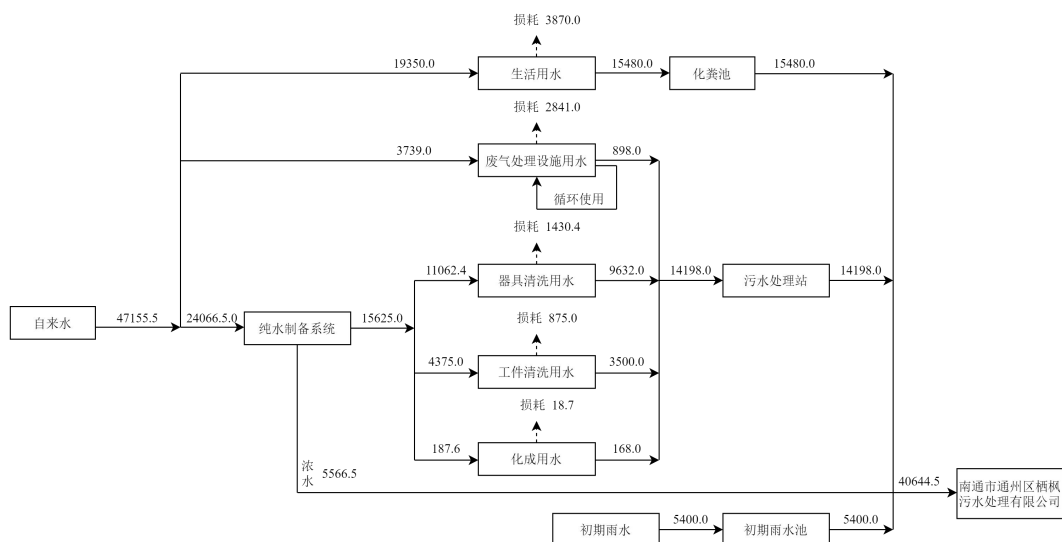 损耗 3870.0
19350.0
生活用水
15480.0
化粪池
15480.0
损耗 2841.0
3739.0
废气处理设施用水
898.0
循环使用
损耗 1430.4
11062.4
器具清洗用水
9632.0
14198.0
污水处理站
14198.0
自来水
47155.5
24066.5.0
纯水制备系统
15625.0
损耗 875.0
4375.0
工件清洗用水
3500.0
损耗 18.7
187.6
化成用水
168.0
浓水
5566.5
40644.5
南通市通州区栖枫
污水处理有限公司
初期雨水
5400.0
初期雨水池
5400.0